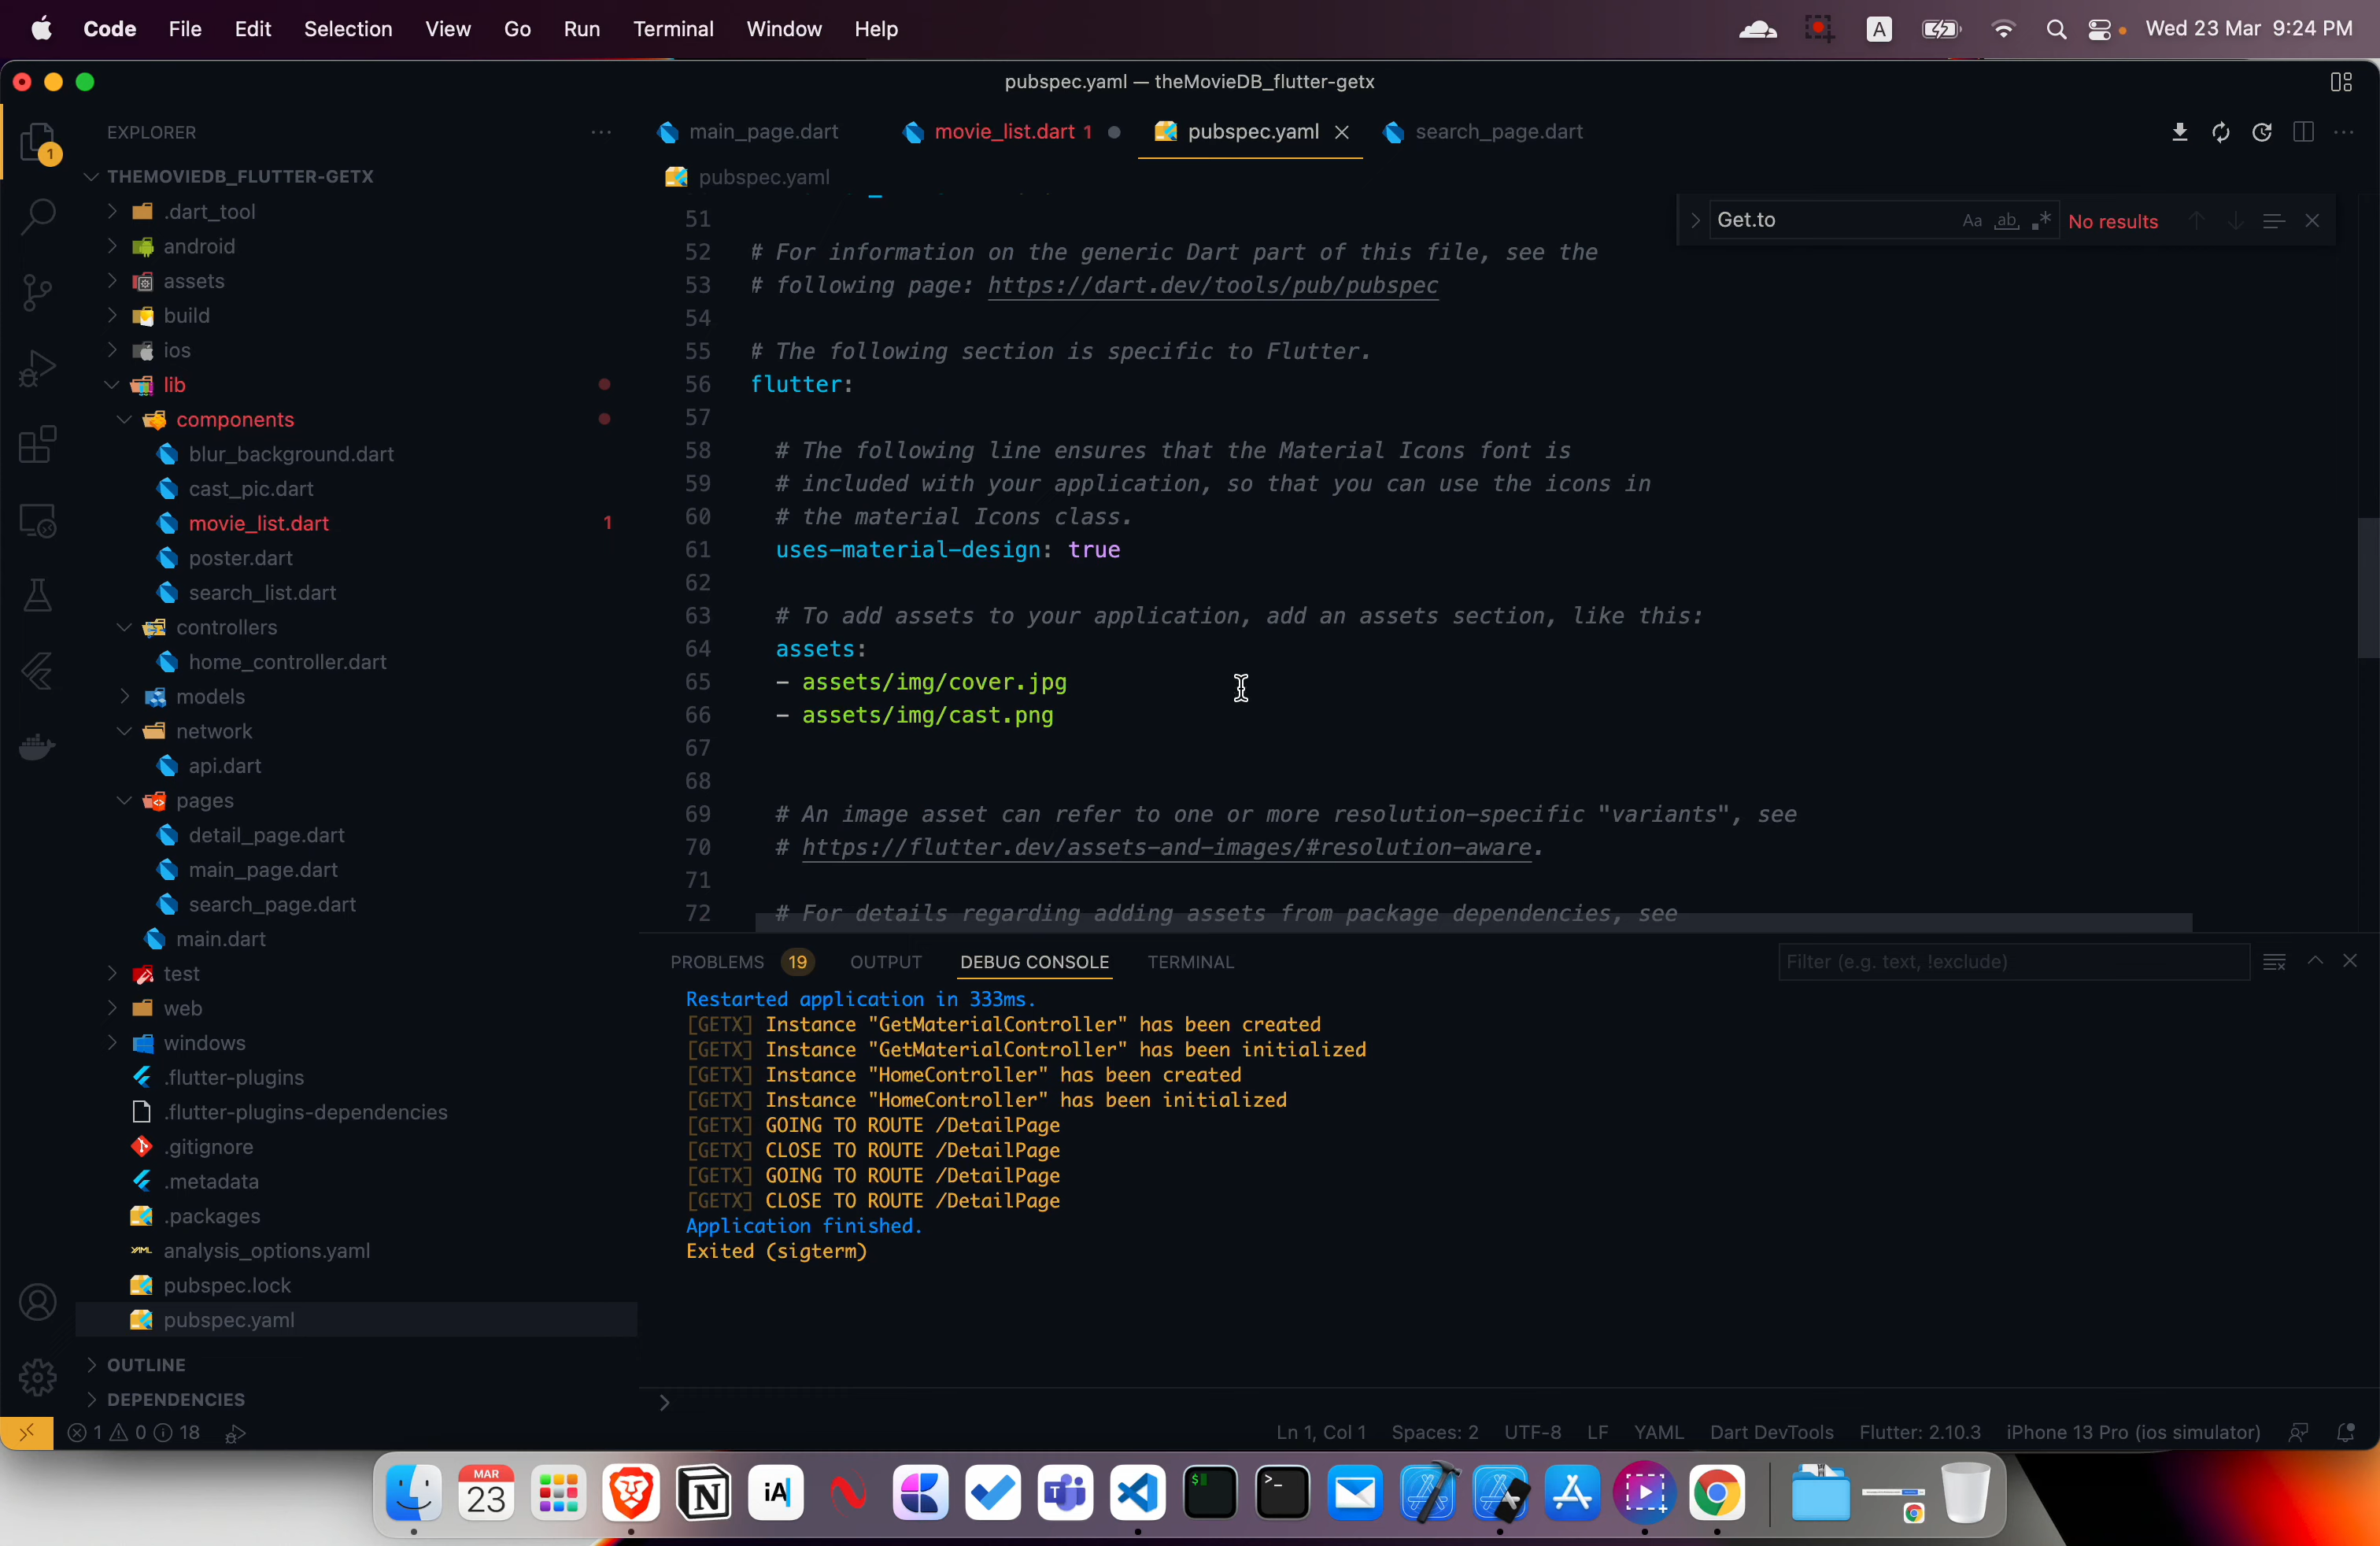 Code File Edit Selection View Go Run Terminal Window Help A Wed 23 Mar 9:24 PM
pubspec.yaml — theMovieDB_flutter-getx
EXPLORER
1
THEMOVIEDB_FLUTTER-GETX
.dart_tool
android
assets
build
ios
lib
components
blur_background.dart
cast_pic.dart
movie_list.dart 1
poster.dart
search_list.dart
controllers
home_controller.dart
models
network
api.dart
pages
detail_page.dart
main_page.dart
search_page.dart
main.dart
test
web
windows
.flutter-plugins
.flutter-plugins-dependencies
.gitignore
.metadata
.packages
analysis_options.yaml
pubspec.lock
pubspec.yaml
OUTLINE
DEPENDENCIES
main_page.dart movie_list.dart 1 pubspec.yaml search_page.dart
pubspec.yaml
Get.to Aa ab .* No results
51
52 # For information on the generic Dart part of this file, see the
53 # following page: https://dart.dev/tools/pub/pubspec
54
55 # The following section is specific to Flutter.
56 flutter:
57
58 # The following line ensures that the Material Icons font is
59 # included with your application, so that you can use the icons in
60 # the material Icons class.
61 uses-material-design: true
62
63 # To add assets to your application, add an assets section, like this:
64 assets:
65 - assets/img/cover.jpg
66 - assets/img/cast.png
67
68
69 # An image asset can refer to one or more resolution-specific "variants", see
70 # https://flutter.dev/assets-and-images/#resolution-aware.
71
72 # For details regarding adding assets from package dependencies, see
PROBLEMS 19 OUTPUT DEBUG CONSOLE TERMINAL Filter (e.g. text, !exclude)
Restarted application in 333ms.
[GETX] Instance "GetMaterialController" has been created
[GETX] Instance "GetMaterialController" has been initialized
[GETX] Instance "HomeController" has been created
[GETX] Instance "HomeController" has been initialized
[GETX] GOING TO ROUTE /DetailPage
[GETX] CLOSE TO ROUTE /DetailPage
[GETX] GOING TO ROUTE /DetailPage
[GETX] CLOSE TO ROUTE /DetailPage
Application finished.
Exited (sigterm)
1 0 18 Ln 1, Col 1 Spaces: 2 UTF-8 LF YAML Dart DevTools Flutter: 2.10.3 iPhone 13 Pro (ios simulator)
MAR
23
N
iA